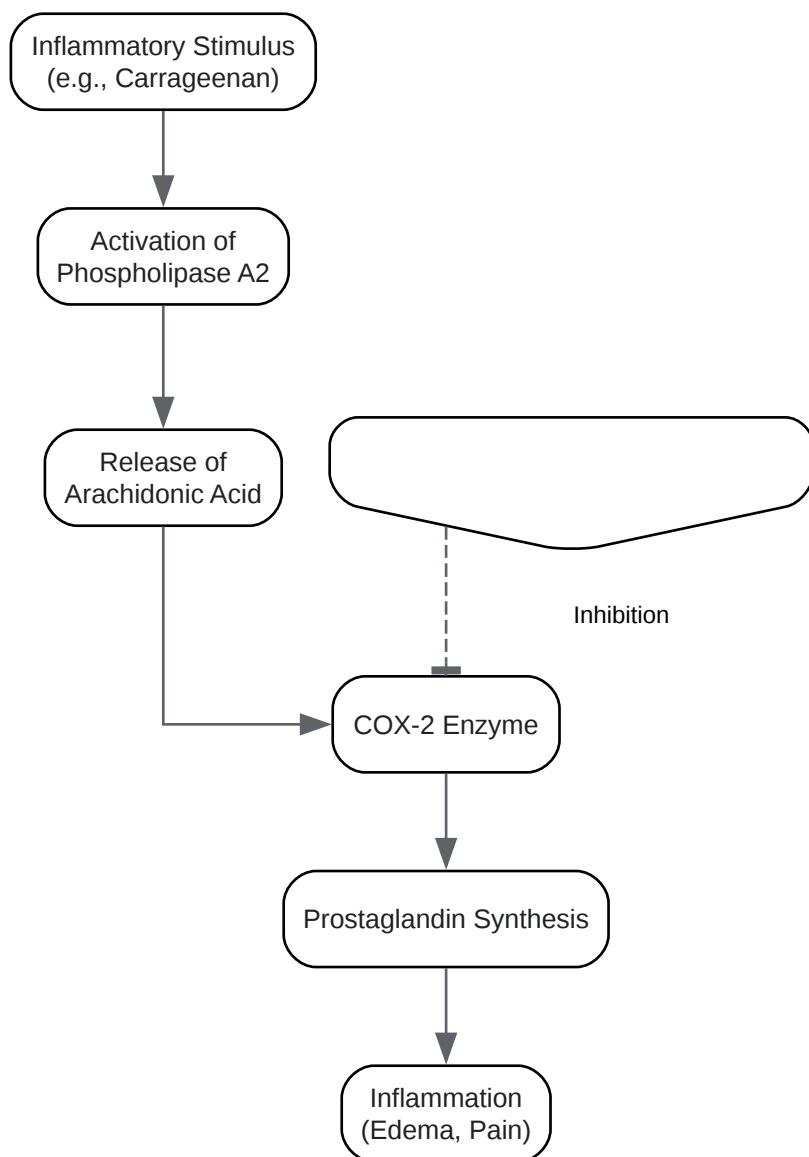 Inflammatory Stimulus
(e.g., Carrageenan)
Activation of
Phospholipase A2
Release of
Arachidonic Acid
Inhibition
COX-2 Enzyme
Prostaglandin Synthesis
Inflammation
(Edema, Pain)